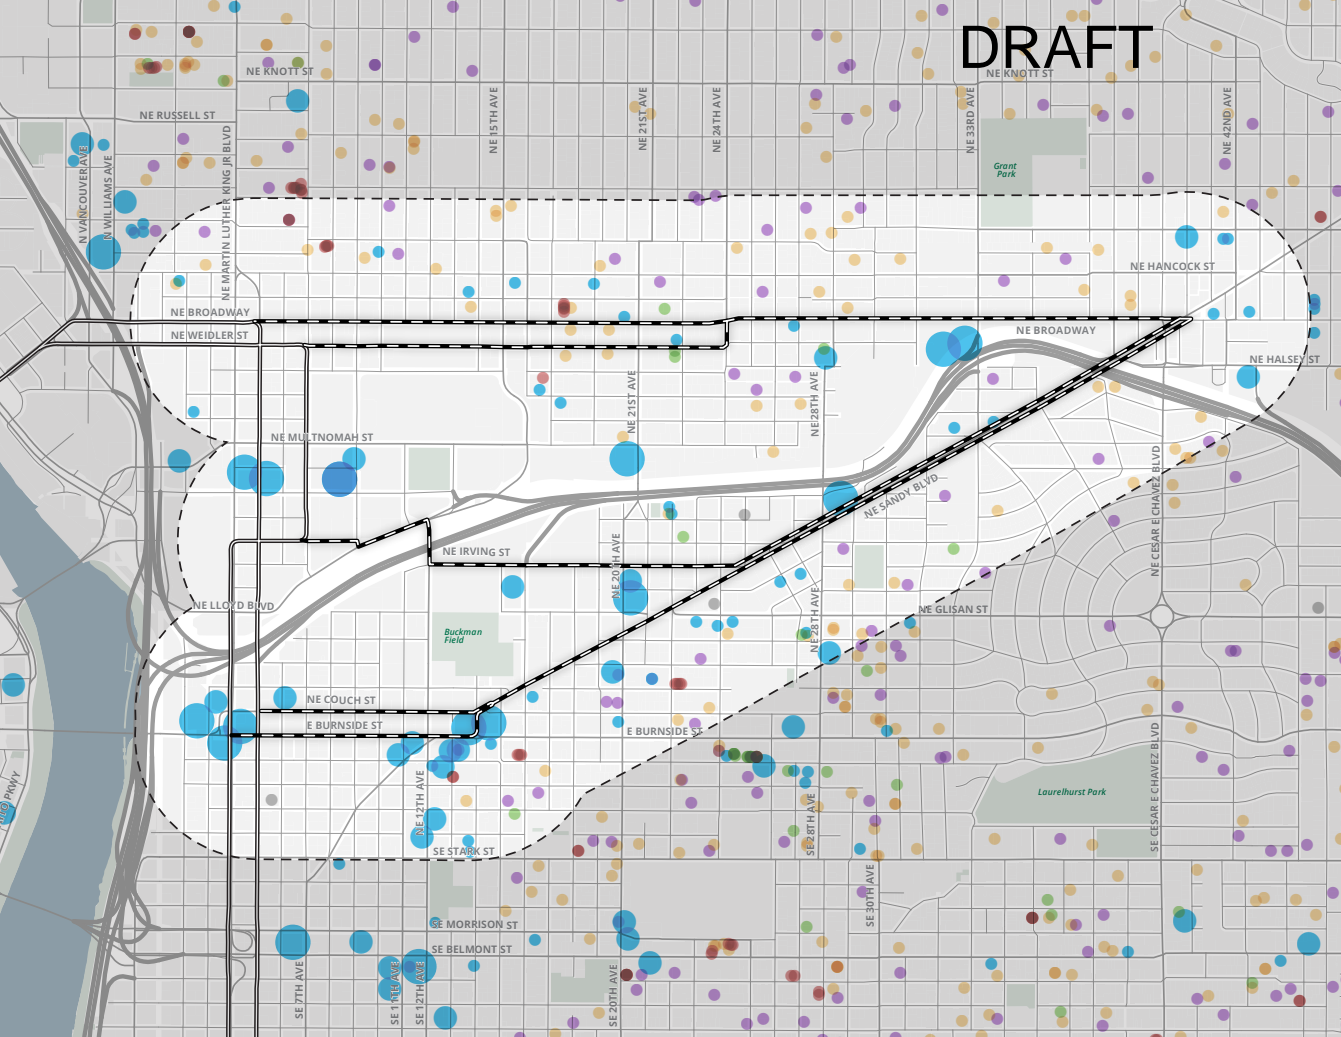 DRAFT
NE KNOTT ST
NE KNOTT ST
NE RUSSELL ST
NE 15TH AVE
NE 21ST AVE
NE 24TH AVE
NE 33RD AVE
NE 42ND AVE
N VANCOUVER AVE
N WILLIAMS AVE
NE MARTIN LUTHER KING JR BLVD
Grant
Park
NE HANCOCK ST
NE BROADWAY
NE WEIDLER ST
NE BROADWAY
NE HALSEY ST
NE 21ST AVE
NE 28TH AVE
NE MULTNOMAH ST
NE SANDY BLVD
NE CESAR E CHAVEZ BLVD
NE IRVING ST
NE 20TH AVE
NE LLOYD BLVD
NE 28TH AVE
NE GLISAN ST
Buckman
Field
NE COUCH ST
E BURNSIDE ST
E BURNSIDE ST
NE 12TH AVE
SE 28TH AVE
SE CESAR E CHAVEZ BLVD
Laurelhurst Park
PKWY
SE STARK ST
SE 30TH AVE
SE MORRISON ST
SE BELMONT ST
SE 7TH AVE
SE 11TH AVE
SE 12TH AVE
SE 20TH AVE